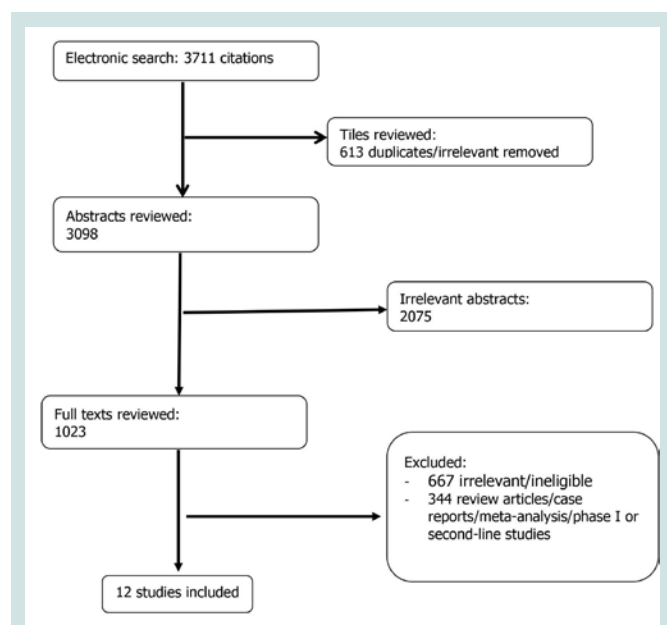 Electronic search: 3711 citations
Tiles reviewed:
613 duplicates/irrelevant removed
Abstracts reviewed:
3098
Irrelevant abstracts:
2075
Full texts reviewed:
1023
Excluded:
- 667 irrelevant/ineligible
- 344 review articles/case
reports/meta-analysis/phase I or
second-line studies
12 studies included